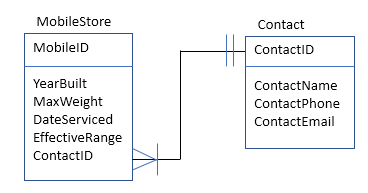 MobileStore
MobileID
YearBuilt
MaxWeight
DateServiced
EffectiveRange
ContactID
Contact
ContactID
ContactName
ContactPhone
ContactEmail